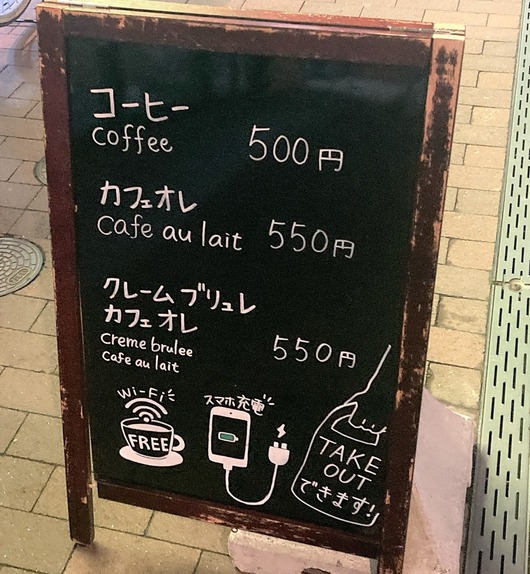 コーヒー
Coffee
500円
カフェオレ
Cafe au lait
550円
クレームブリュレ
カフェオレ
Creme brulee
Cafe au lait
550円
Wi-Fi
FREE
スマホ充電
TAKE
OUT
できます!